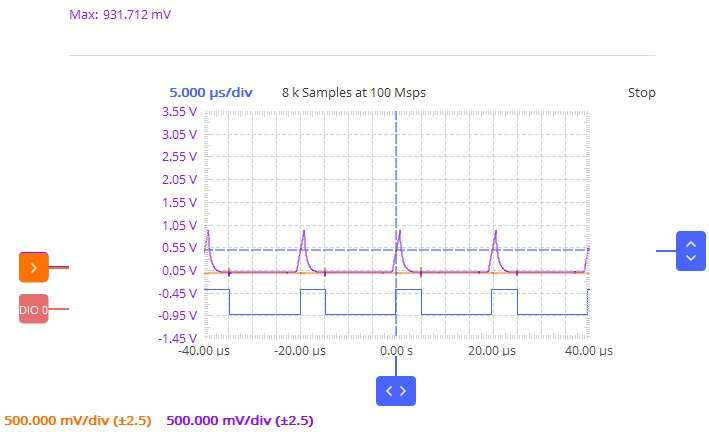 Max: 931.712 mV
5.000 µs/div 8 k Samples at 100 Msps Stop
3.55 V
3.05 V
2.55 V
2.05 V
1.55 V
1.05 V
0.55 V
0.05 V
-0.45 V
-0.95 V
-1.45 V
DIO 0
-40.00 µs -20.00 µs 0.00 s 20.00 µs 40.00 µs
500.000 mV/div (±2.5) 500.000 mV/div (±2.5)